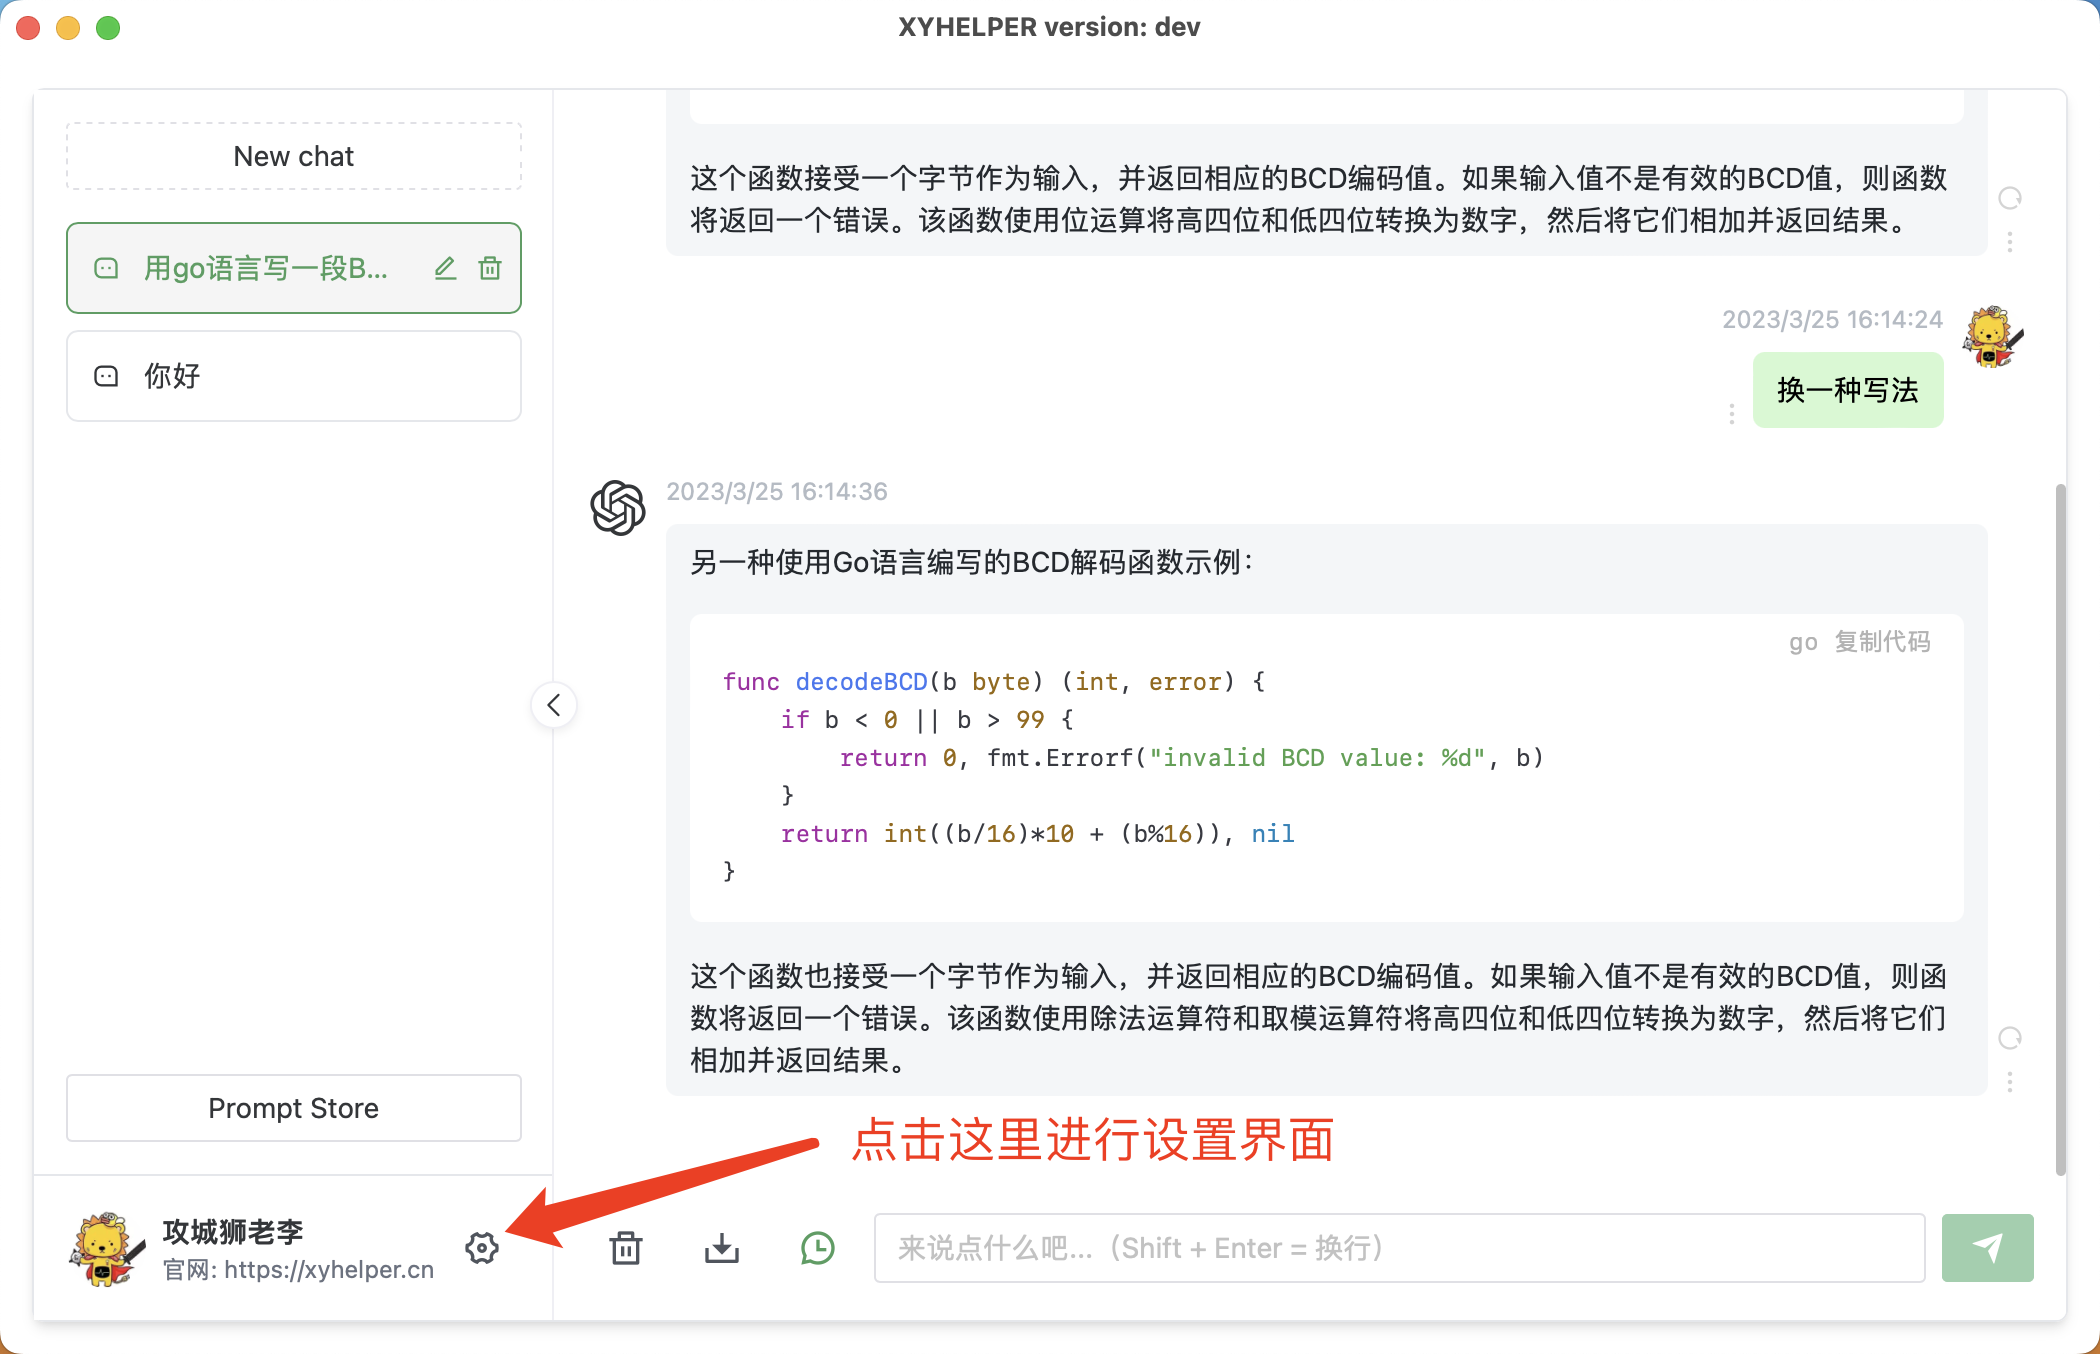 XYHELPER version: dev
New chat
用go语言写一段B...
你好
Prompt Store
攻城狮老李
官网: https://xyhelper.cn
这个函数接受一个字节作为输入，并返回相应的BCD编码值。如果输入值不是有效的BCD值，则函数
将返回一个错误。该函数使用位运算将高四位和低四位转换为数字，然后将它们相加并返回结果。
2023/3/25 16:14:24
换一种写法
2023/3/25 16:14:36
另一种使用Go语言编写的BCD解码函数示例：
go 复制代码
func decodeBCD(b byte) (int, error) {
    if b < 0 || b > 99 {
        return 0, fmt.Errorf("invalid BCD value: %d", b)
    }
    return int((b/16)*10 + (b%16)), nil
}
这个函数也接受一个字节作为输入，并返回相应的BCD编码值。如果输入值不是有效的BCD值，则函
数将返回一个错误。该函数使用除法运算符和取模运算符将高四位和低四位转换为数字，然后将它们
相加并返回结果。
点击这里进行设置界面
来说点什么吧...（Shift + Enter = 换行）